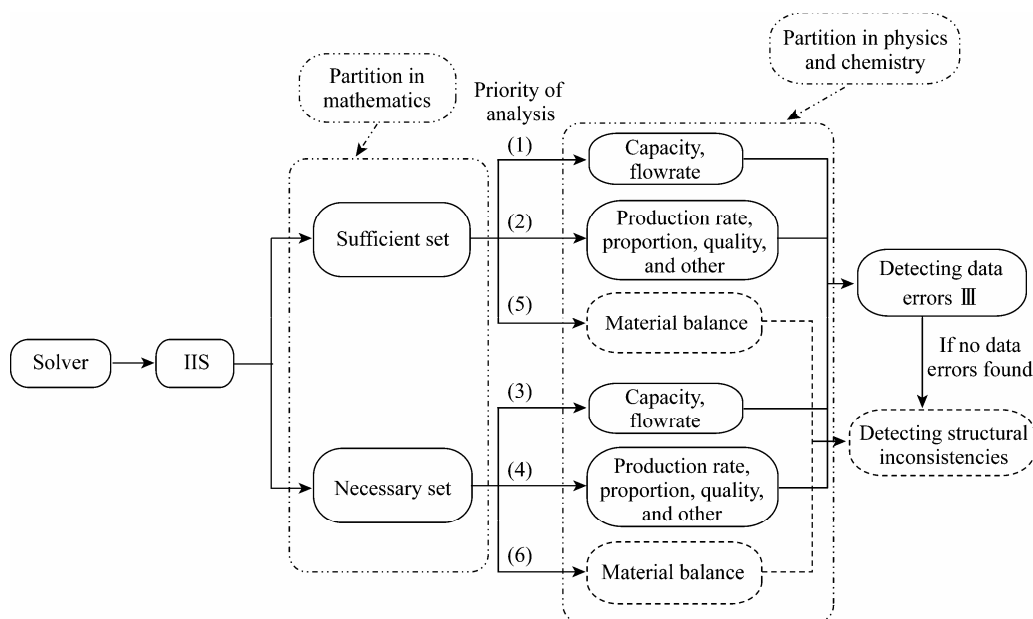 Partition in
mathematics
Partition in physics
and chemistry
Priority of
analysis
(1)
Capacity,
flowrate
(2)
Sufficient set
Production rate,
proportion, quality,
and other
Detecting data
errors Ⅲ
(5)
Material balance
Solver
IIS
If no data
errors found
(3)
Capacity,
flowrate
Detecting structural
inconsistencies
(4)
Necessary set
Production rate,
proportion, quality,
and other
(6)
Material balance